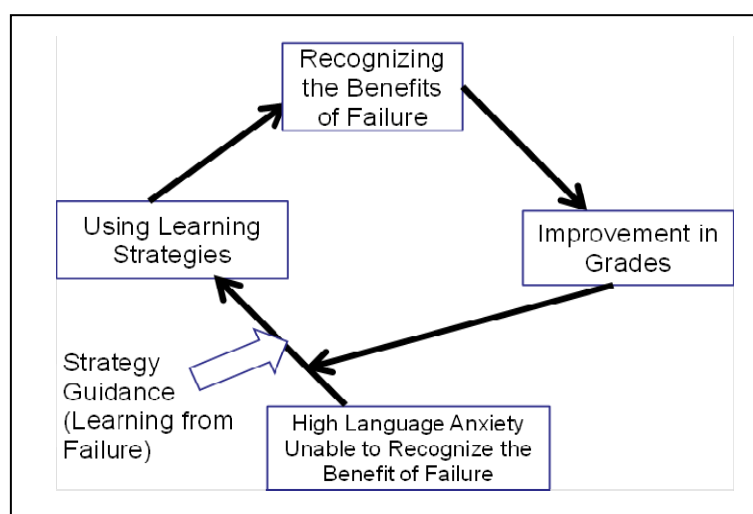 Recognizing
the Benefits
of Failure
Using Learning
Strategies
Improvement in
Grades
Strategy
Guidance
(Learning from
Failure)
High Language Anxiety
Unable to Recognize the
Benefit of Failure